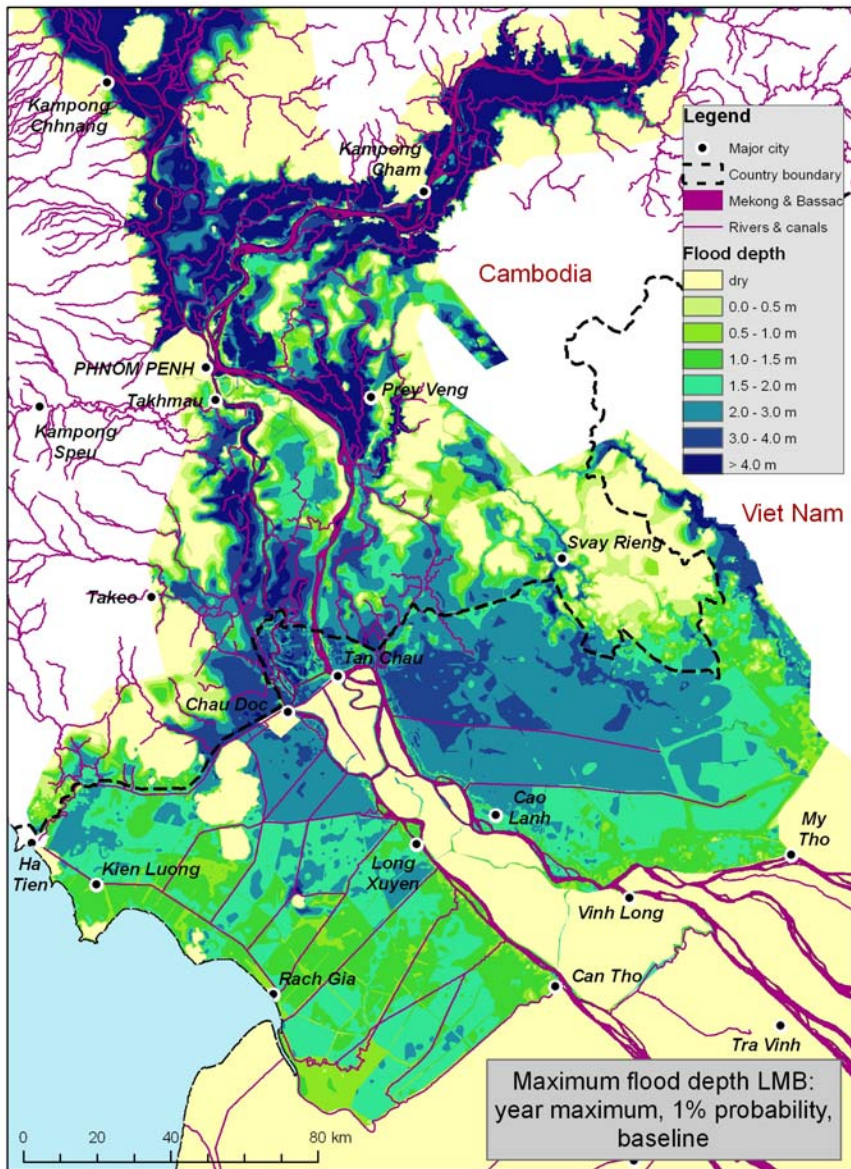 Kampong
Chhnang
Kampong
Cham
Legend
Major city
Country boundary
Mekong & Bassac
Rivers & canals
Flood depth
dry
0.0 - 0.5 m
0.5 - 1.0 m
1.0 - 1.5 m
1.5 - 2.0 m
2.0 - 3.0 m
3.0 - 4.0 m
> 4.0 m
Cambodia
PHNOM PENH
Takhmau
Prey Veng
Kampong
Speu
Viet Nam
Svay Rieng
Takeo
Tan Chau
Chau Doc
Cao
Lanh
My
Tho
Ha
Tien
Kien Luong
Long
Xuyen
Vinh Long
Rach Gia
Can Tho
Tra Vinh
Maximum flood depth LMB:
year maximum, 1% probability,
baseline
0 20 40 80 km